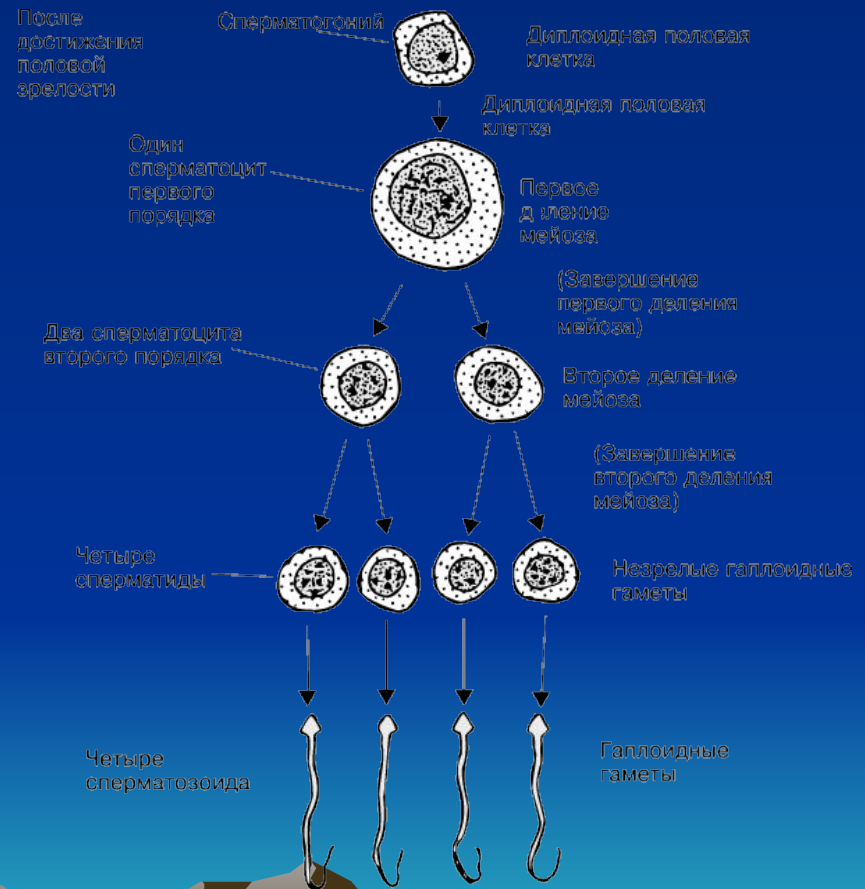 После
достижения
половой
зрелости
Сперматогоний
Диплоидная половая
клетка
Диплоидная половая
клетка
Один
сперматоцит
первого
порядка
Первое
д ление
мейоза
(Завершение
первого деления
мейоза)
Два сперматоцита
второго порядка
Второе деление
мейоза
(Завершение
второго деления
мейоза)
Четыре
сперматиды
Незрелые гаплоидные
гаметы
Четыре
сперматозоида
Гаплоидные
гаметы